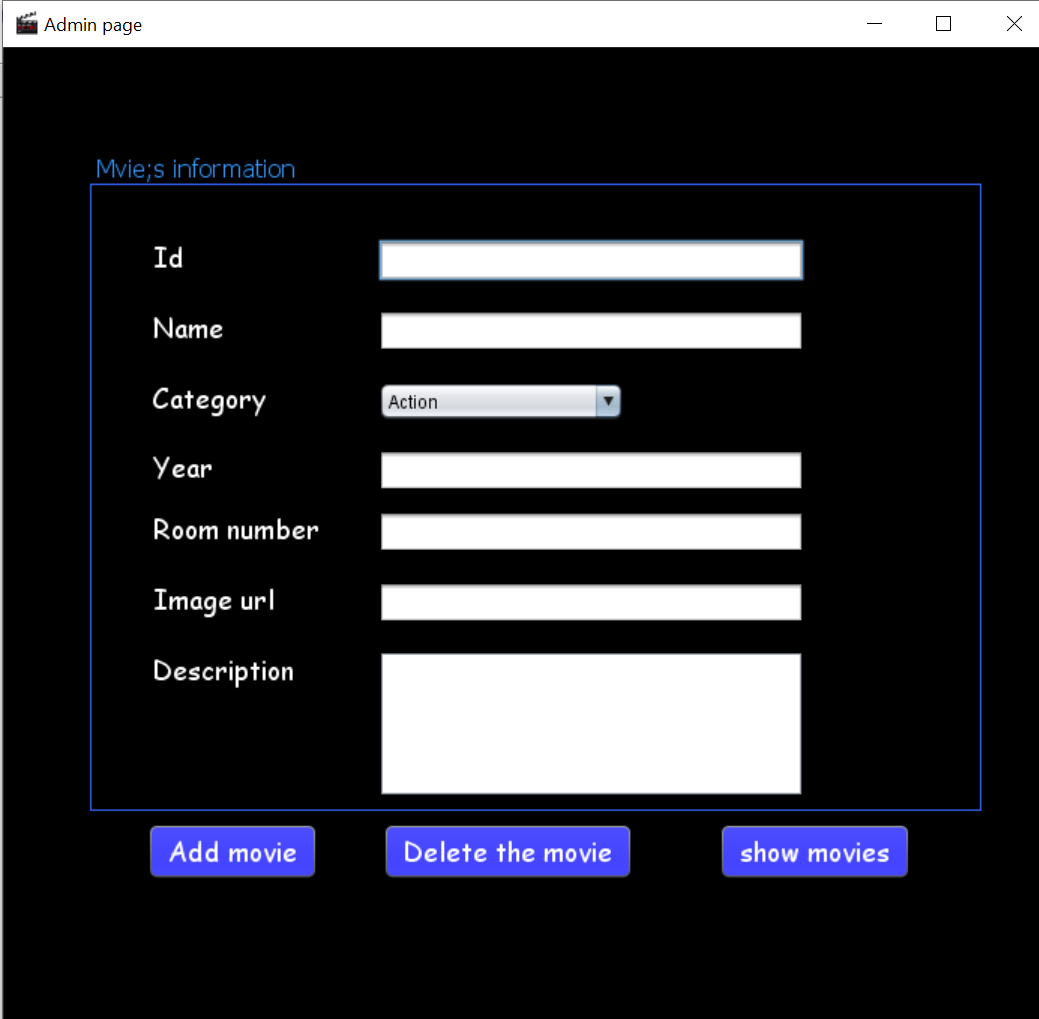 Admin page
Mvie;s information
Id
Name
Category
Action
Year
Room number
Image url
Description
Add movie
Delete the movie
show movies